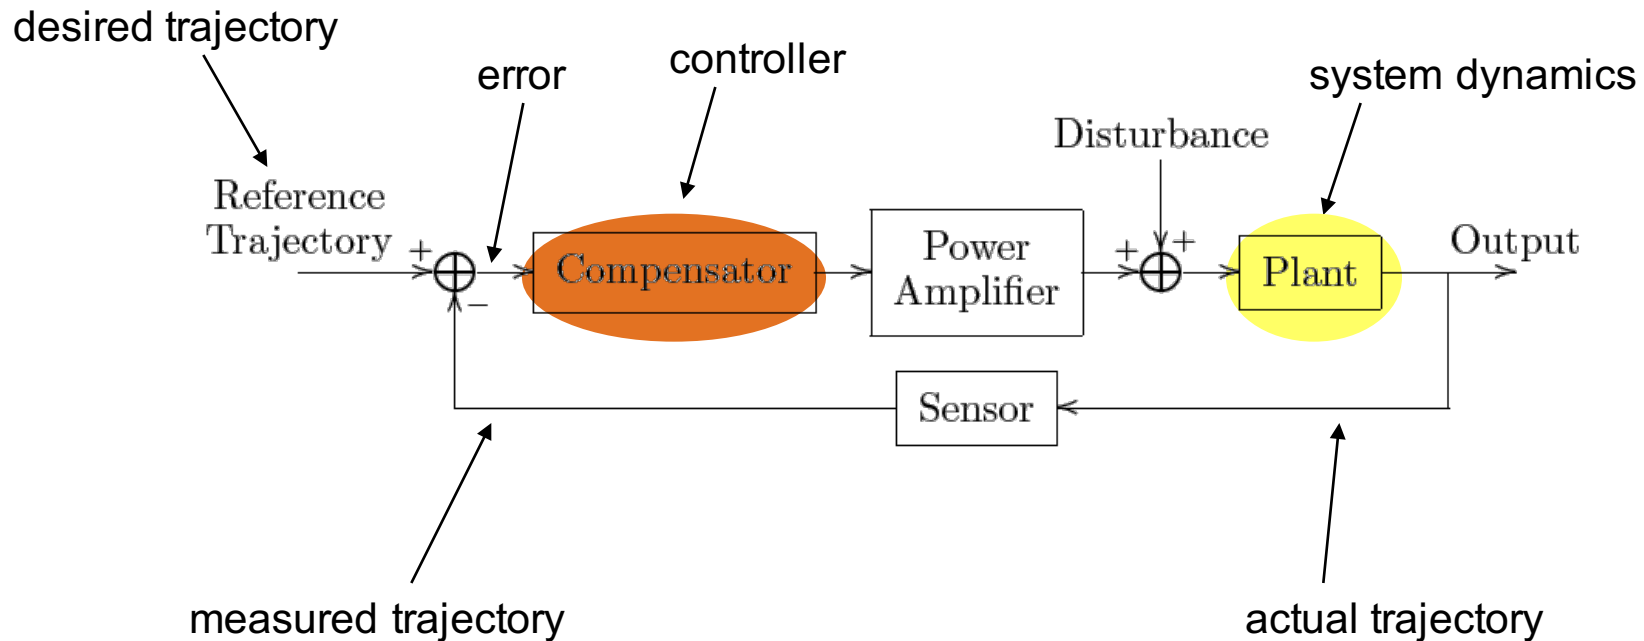 desired trajectory
error
controller
system dynamics
Disturbance
Reference
Trajectory
+
−
Compensator
Power
Amplifier
+
+
Plant
Output
Sensor
measured trajectory
actual trajectory